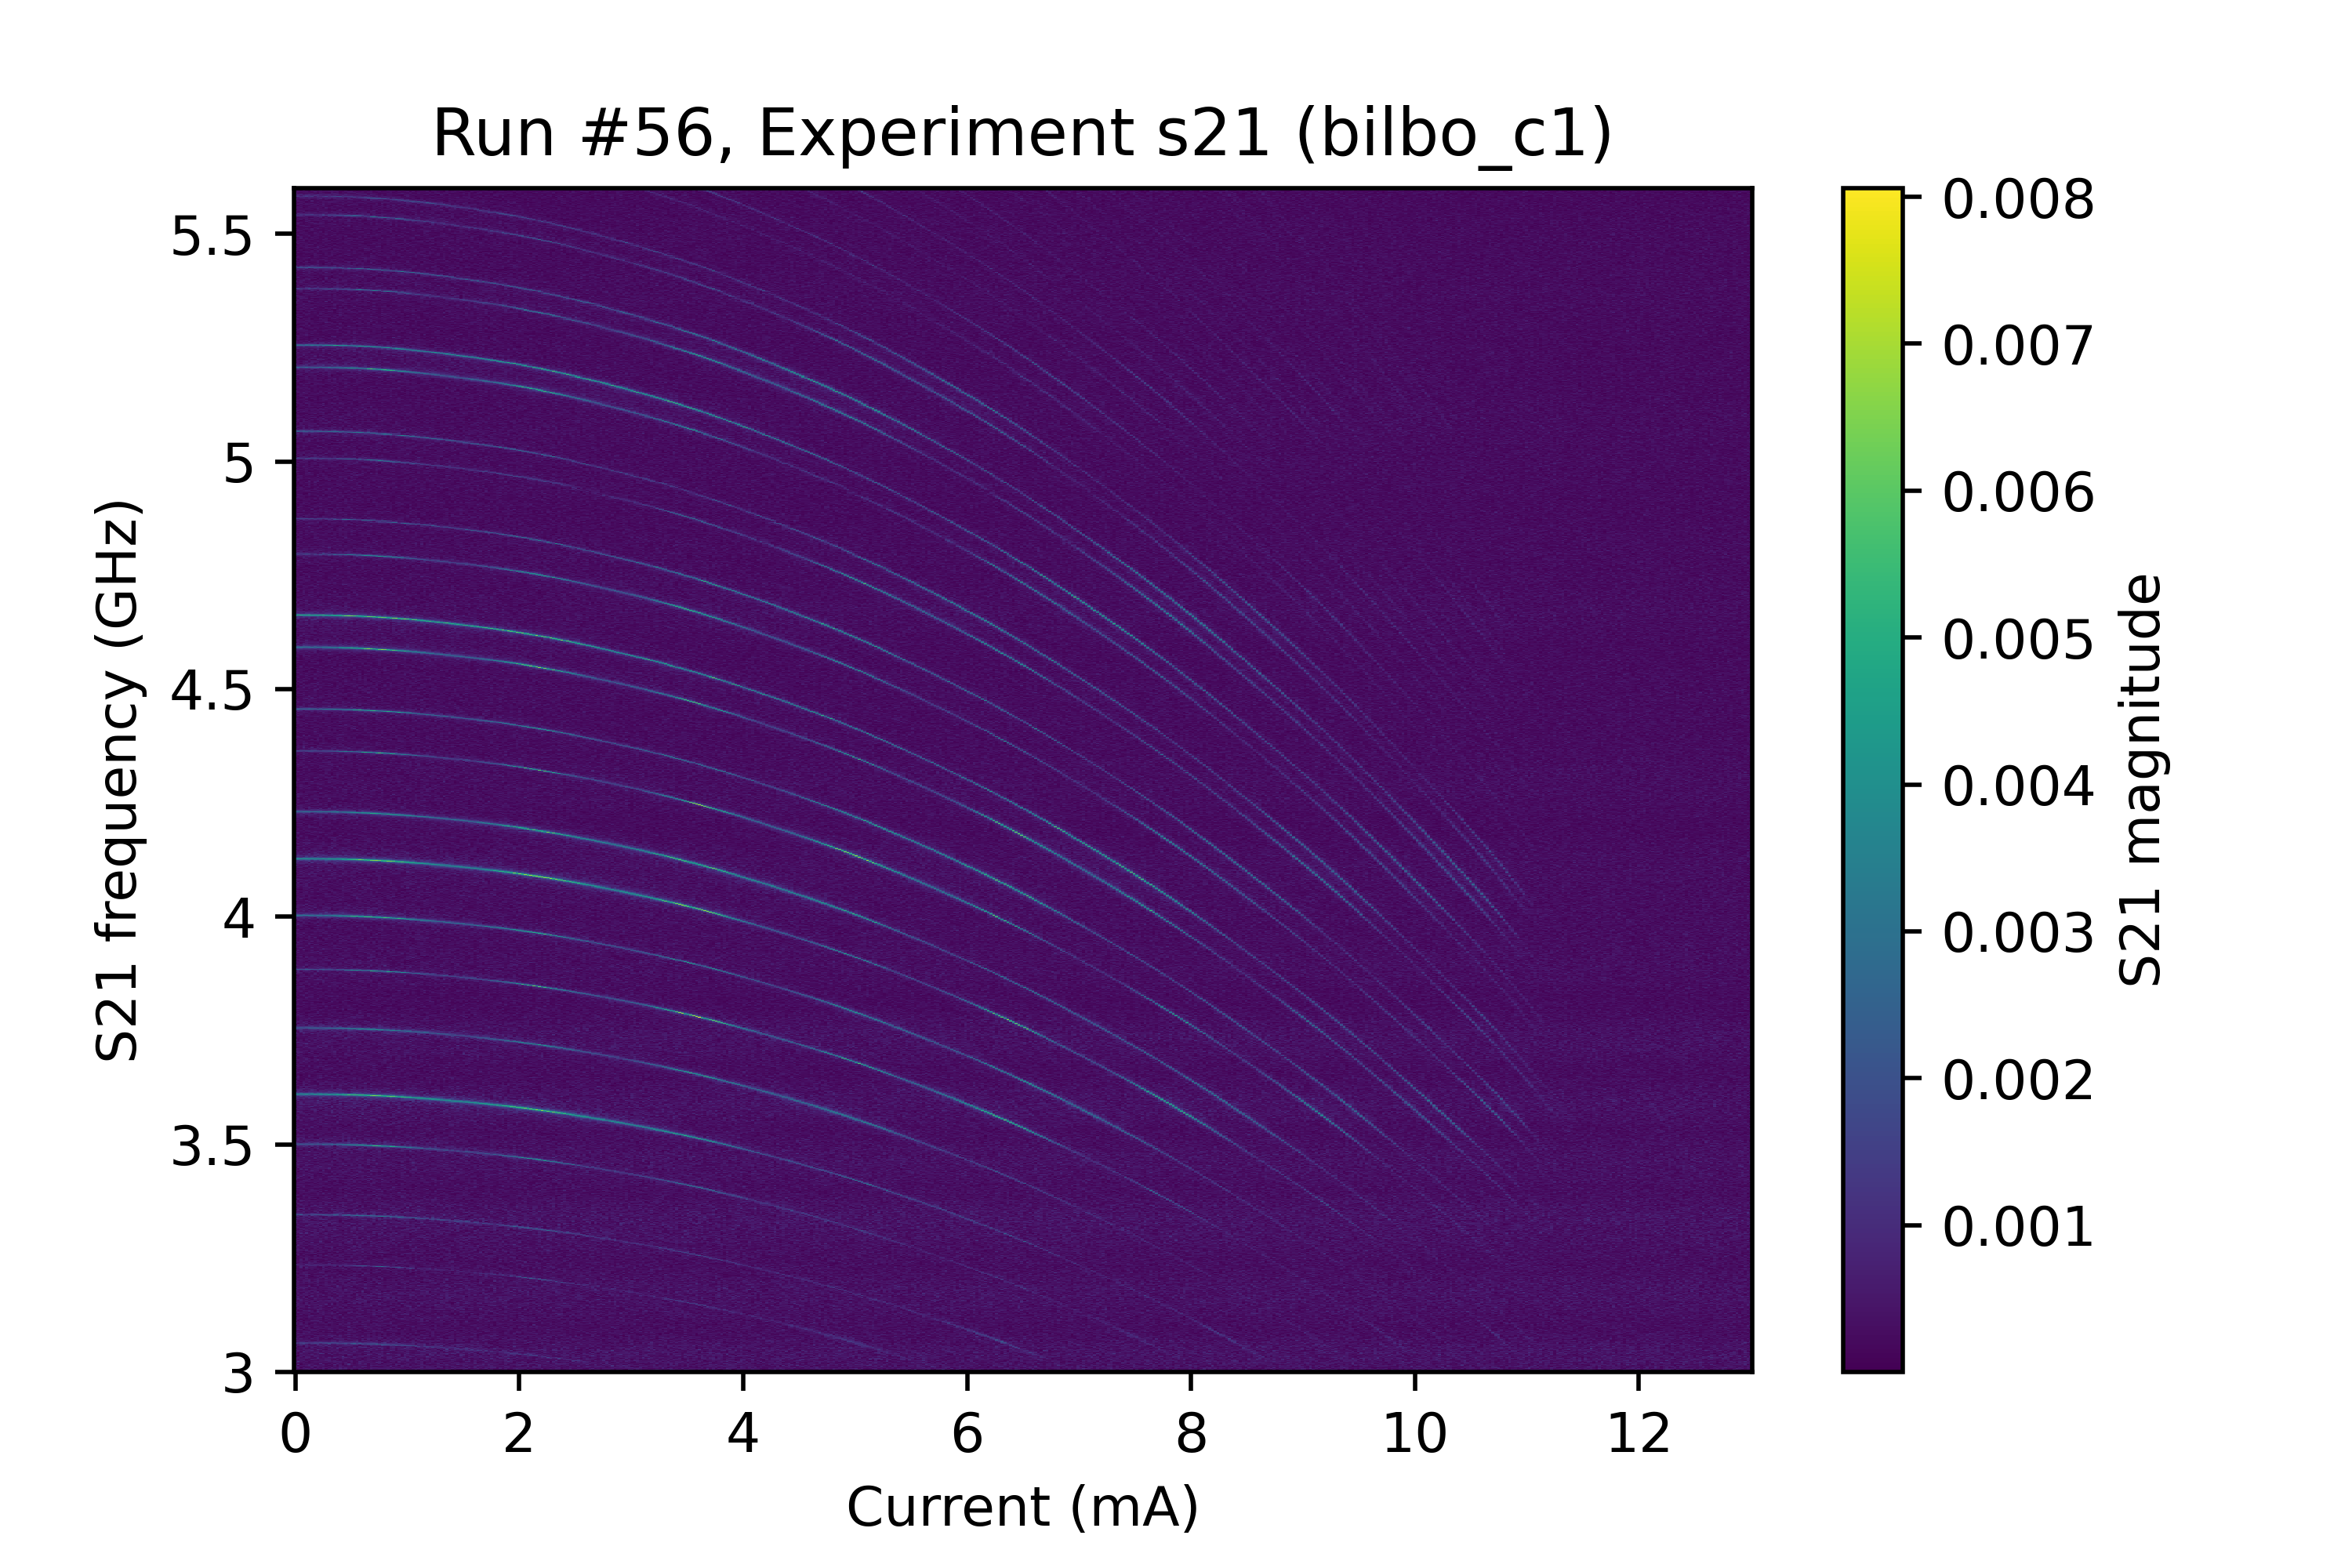 Run #56, Experiment s21 (bilbo_c1)
S21 frequency (GHz)
5.5
5
4.5
4
3.5
3
0 2 4 6 8 10 12
Current (mA)
0.008
0.007
0.006
0.005
0.004
0.003
0.002
0.001
S21 magnitude